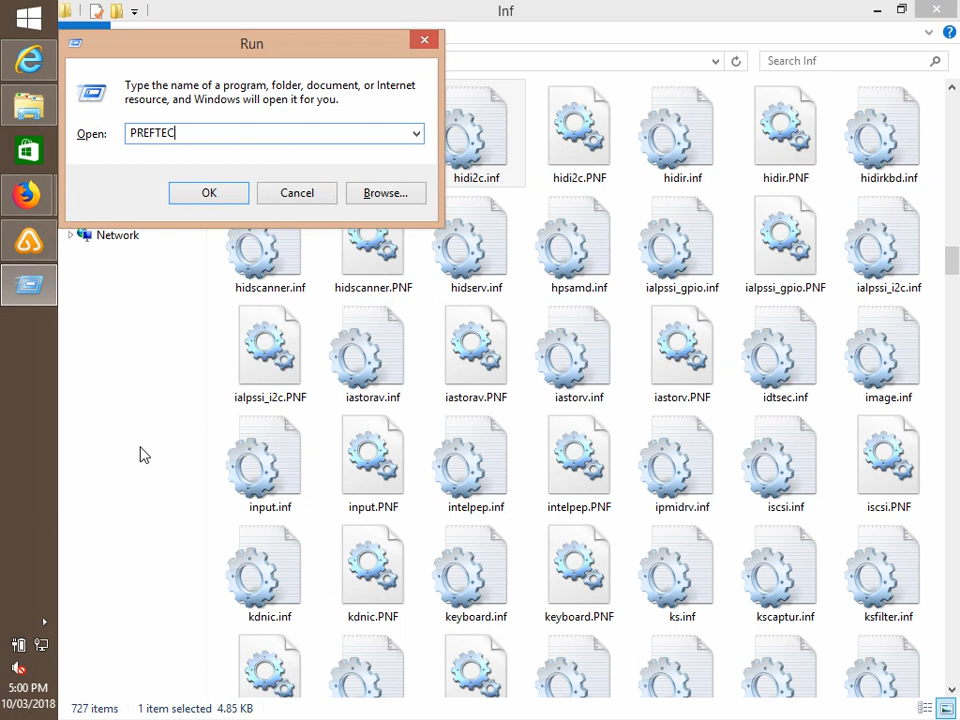 Inf
Run
Type the name of a program, folder, document, or Internet
resource, and Windows will open it for you.
Open: PREFTEC
OK Cancel Browse...
Search Inf
Network
hidi2c.inf hidi2c.PNF hidir.inf hidir.PNF hidirkbd.inf
hidscanner.inf hidscanner.PNF hidserv.inf hpsamd.inf ialpssi_gpio.inf ialpssi_gpio.PNF ialpssi_i2c.inf
ialpssi_i2c.PNF iastorav.inf iastorav.PNF iastorv.inf iastorv.PNF idtsec.inf image.inf
input.inf input.PNF intelpep.inf intelpep.PNF ipmidrv.inf iscsi.inf iscsi.PNF
kdnic.inf kdnic.PNF keyboard.inf keyboard.PNF ks.inf kscaptur.inf ksfilter.inf
5:00 PM
10/03/2018
727 items 1 item selected 4.85 KB